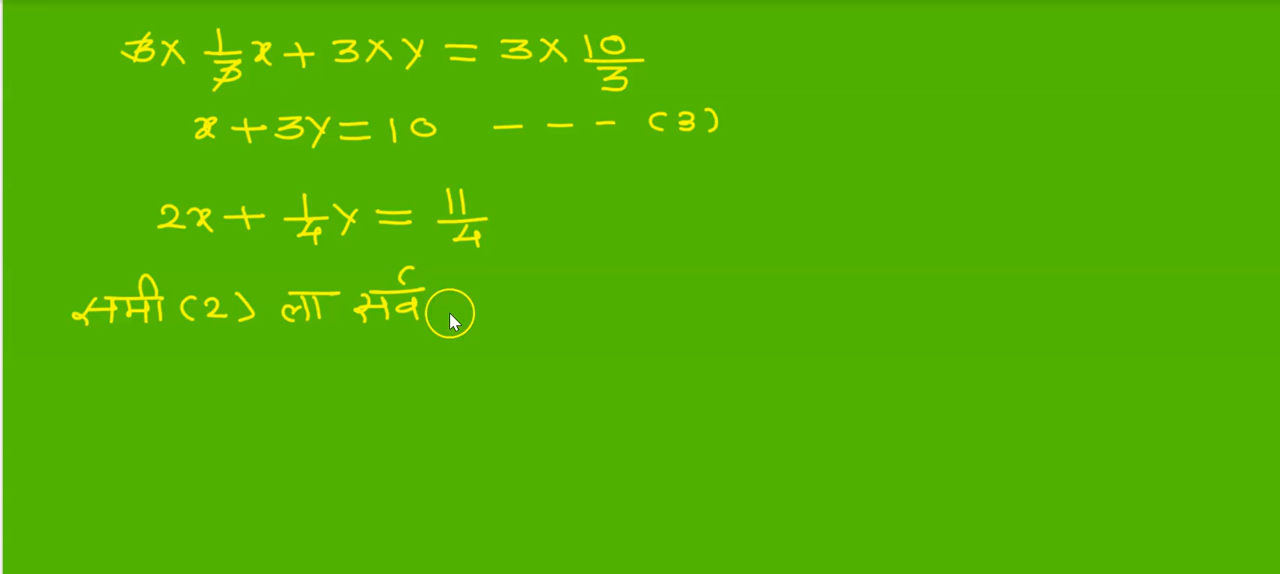 3 × 1/3 x + 3 × y = 3 × 10/3
x + 3y = 10 - - - (3)
2x + 1/4 y = 11/4
समी (2) ला सर्व